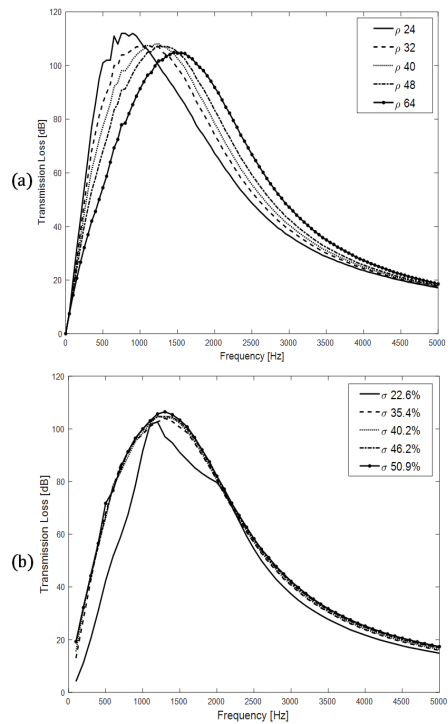 120
100
80
60
40
20
0
Transmission Loss [dB]
(a)
ρ 24
ρ 32
ρ 40
ρ 48
ρ 64
0 500 1000 1500 2000 2500 3000 3500 4000 4500 5000
Frequency [Hz]
120
100
80
60
40
20
0
Transmission Loss [dB]
(b)
σ 22.6%
σ 35.4%
σ 40.2%
σ 46.2%
σ 50.9%
0 500 1000 1500 2000 2500 3000 3500 4000 4500 5000
Frequency [Hz]